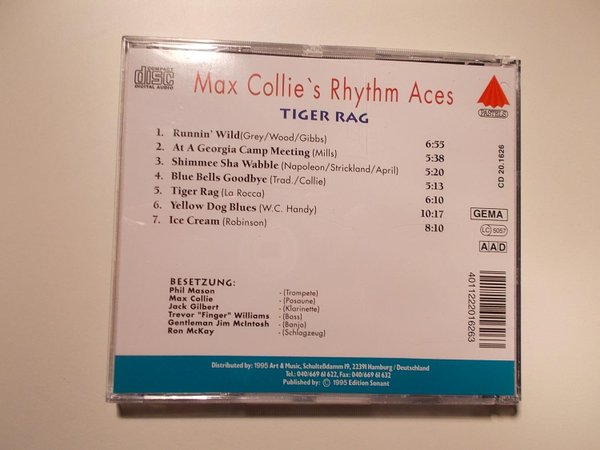 COMPACT
disc
DIGITAL AUDIO
Max Collie`s Rhythm Aces
TIGER RAG
PASTELS
1. Runnin' Wild(Grey/Wood/Gibbs) 6:55
2. At A Georgia Camp Meeting (Mills) 5:38
3. Shimmee Sha Wabble (Napoleon/Strickland/April) 5:20
4. Blue Bells Goodbye (Trad./Collie) 5:13
5. Tiger Rag (La Rocca) 6:10
6. Yellow Dog Blues (W.C. Handy) 10:17
7. Ice Cream (Robinson) 8:10
CD 20.1626
GEMA
LC 5057
AAD
4011222016263
BESETZUNG:
Phil Mason - (Trompete)
Max Collie - (Posaune)
Jack Gilbert - (Klarinette)
Trevor "Finger" Williams - (Bass)
Gentleman Jim McIntosh - (Banjo)
Ron McKay - (Schlagzeug)
Distributed by: 1995 Art & Music, Schulteßdamm 19, 22391 Hamburg / Deutschland
Tel.: 040/669 61 622, Fax: 040/669 61 632
Published by: © 1995 Edition Sonant